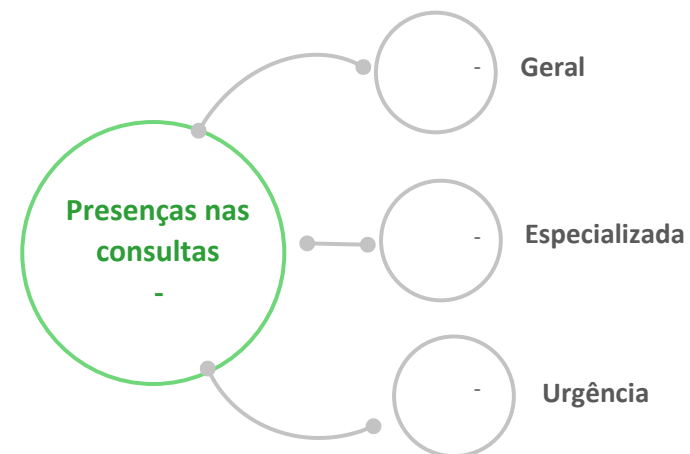 - Geral
Presenças nas
consultas
-
- Especializada
- Urgência